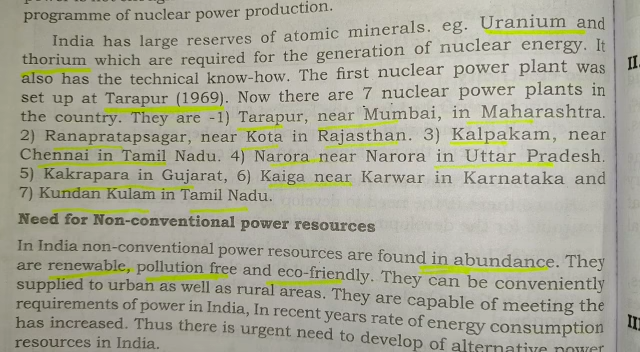 programme of nuclear power production.
India has large reserves of atomic minerals. eg. Uranium and
thorium which are required for the generation of nuclear energy. It
also has the technical know-how. The first nuclear power plant was
set up at Tarapur (1969). Now there are 7 nuclear power plants in
the country. They are -1) Tarapur, near Mumbai, in Maharashtra.
2) Ranapratapsagar, near Kota in Rajasthan. 3) Kalpakam, near
Chennai in Tamil Nadu. 4) Narora near Narora in Uttar Pradesh.
5) Kakrapara in Gujarat, 6) Kaiga near Karwar in Karnataka and
7) Kundan Kulam in Tamil Nadu.
Need for Non-conventional power resources
In India non-conventional power resources are found in abundance. They
are renewable, pollution free and eco-friendly. They can be conveniently
supplied to urban as well as rural areas. They are capable of meeting the
requirements of power in India, In recent years rate of energy consumption
has increased. Thus there is urgent need to develop of alternative power
resources in India.
II.